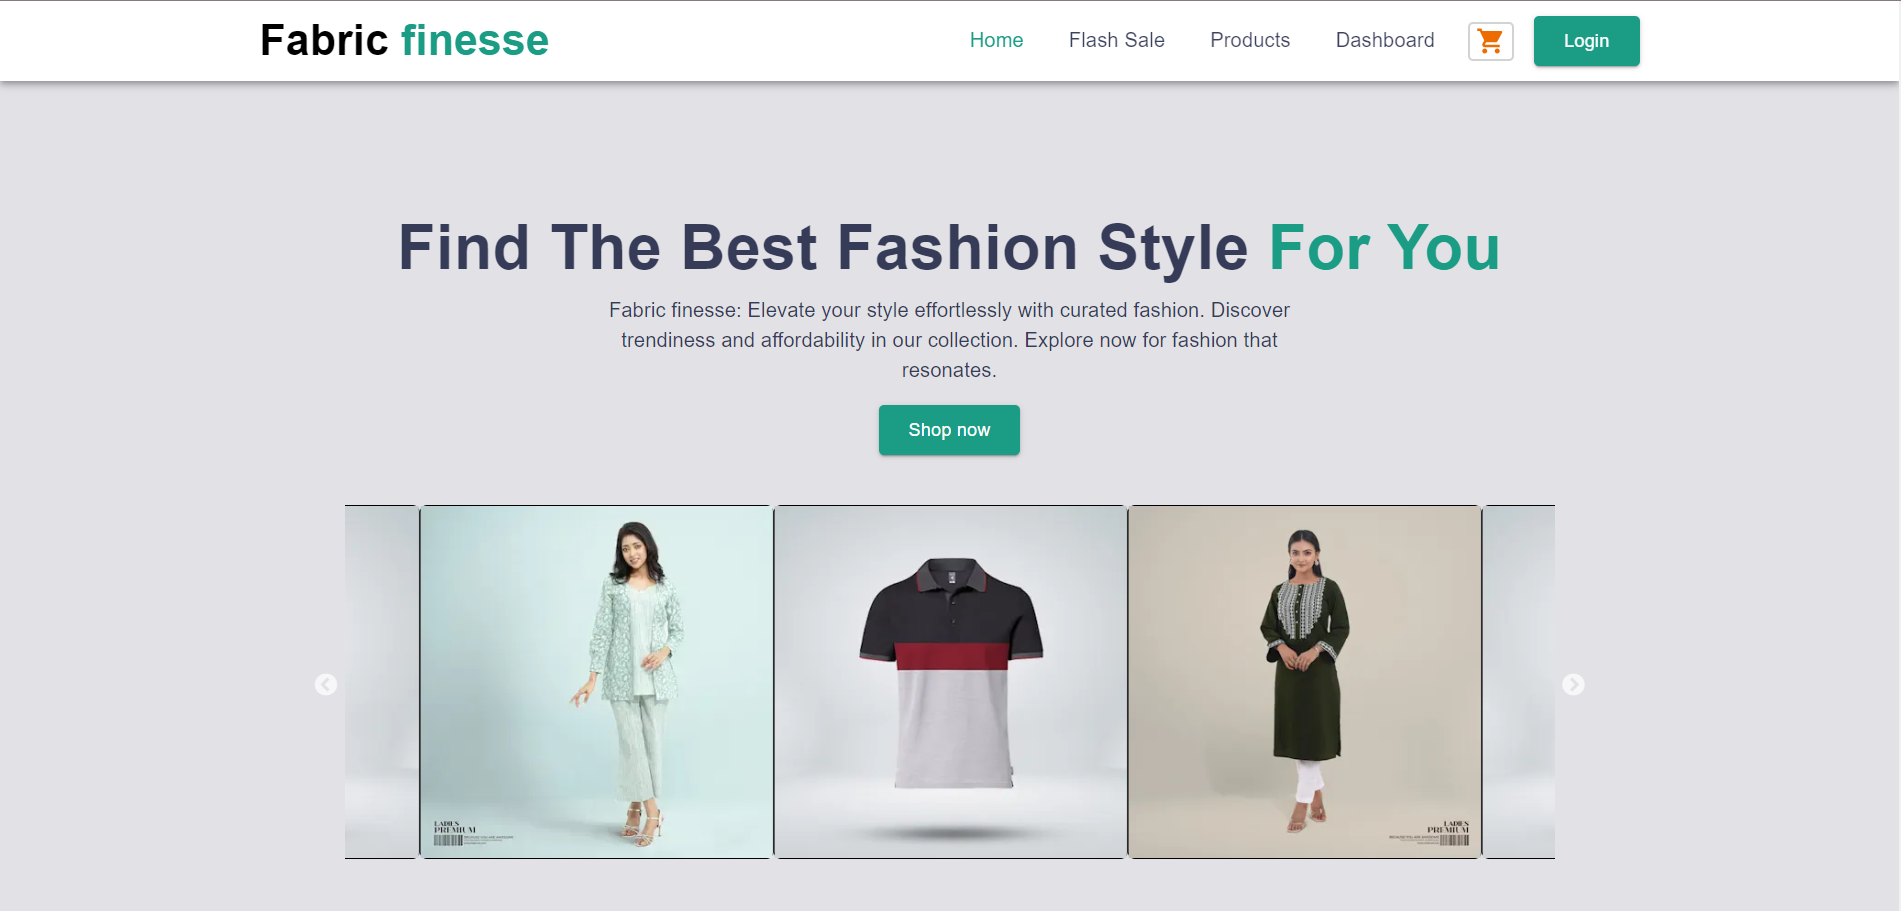 Fabric finesse
Home Flash Sale Products Dashboard Login
Find The Best Fashion Style For You
Fabric finesse: Elevate your style effortlessly with curated fashion. Discover
trendiness and affordability in our collection. Explore now for fashion that
resonates.
Shop now
LADIES
PREMIUM
LADIES
PREMIUM